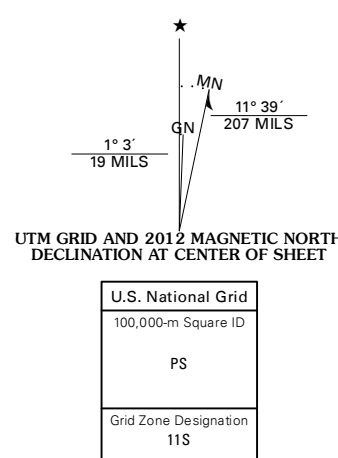 ★
MN
GN
11° 39´
207 MILS
1° 3´
19 MILS
UTM GRID AND 2012 MAGNETIC NORTH
DECLINATION AT CENTER OF SHEET
U.S. National Grid
100,000-m Square ID
PS
Grid Zone Designation
11S